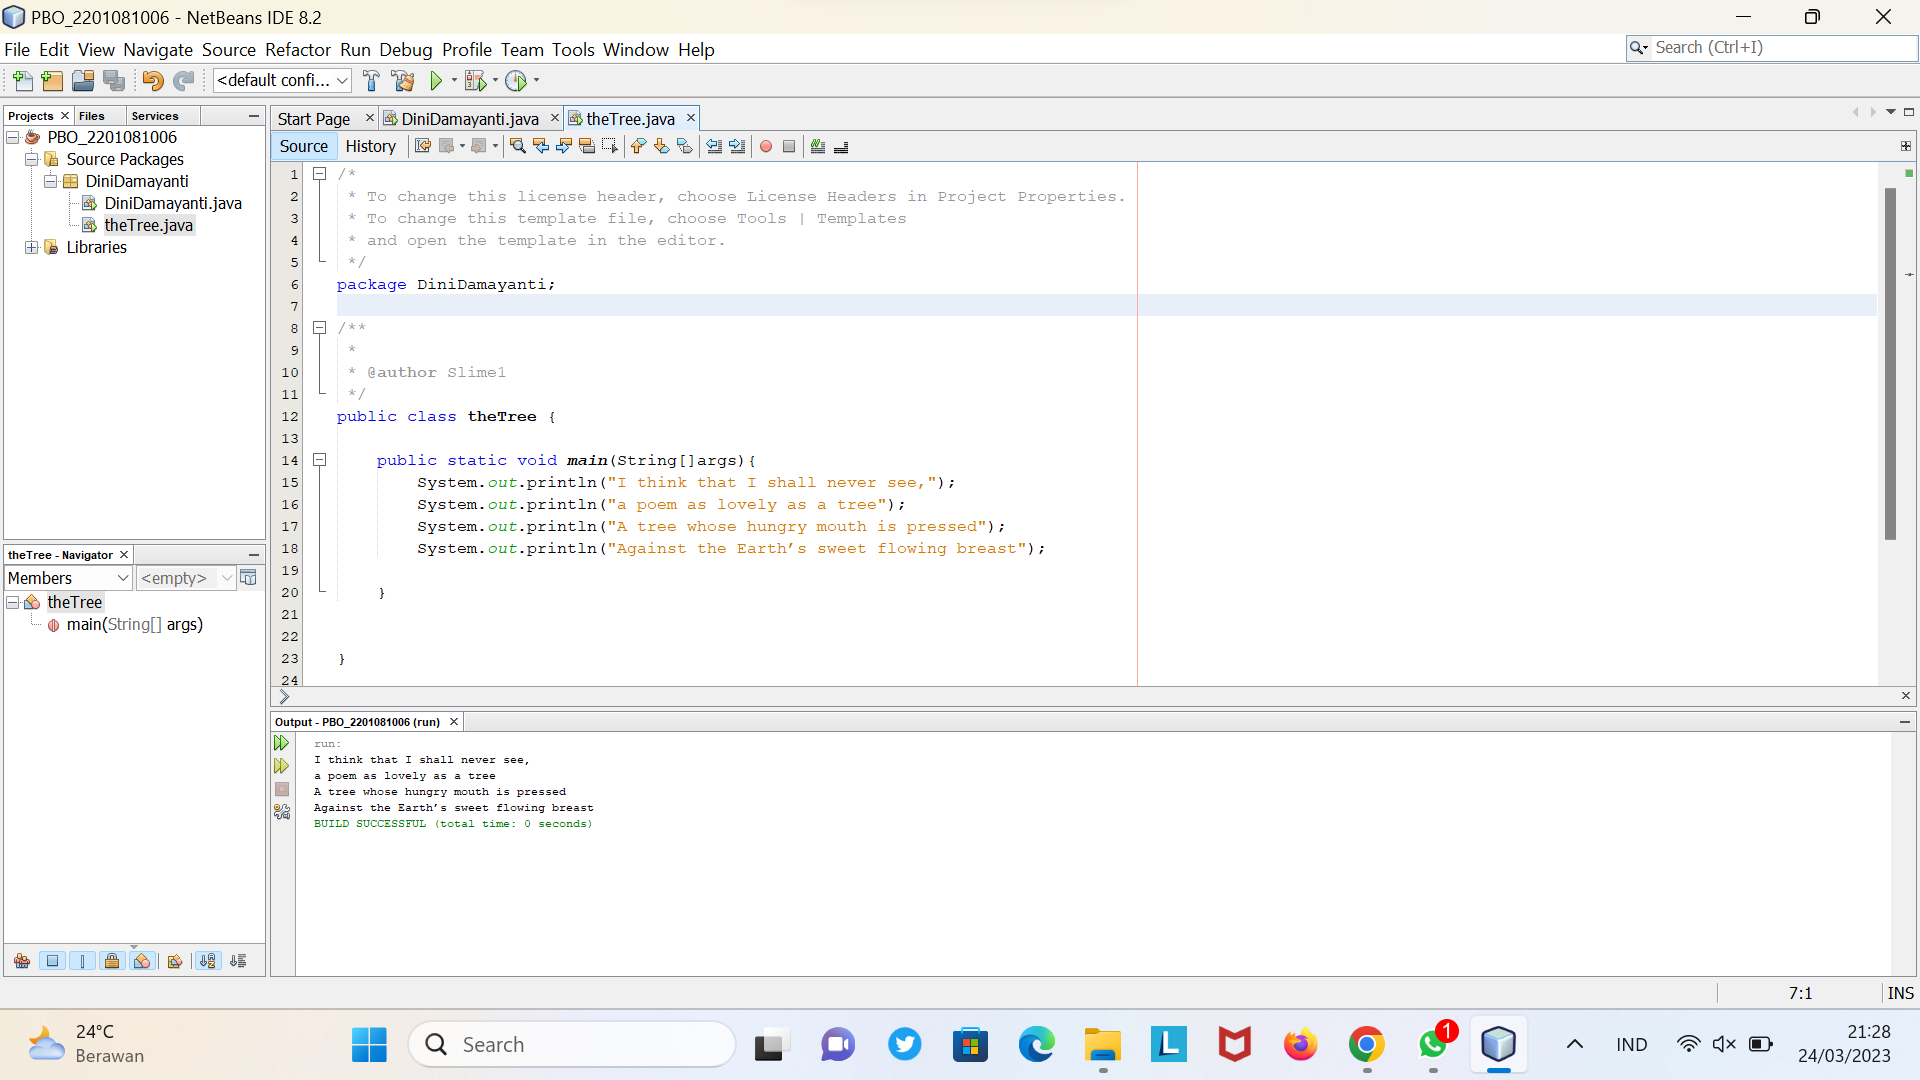 PBO_2201081006 - NetBeans IDE 8.2
File Edit View Navigate Source Refactor Run Debug Profile Team Tools Window Help
Search (Ctrl+I)
<default confi...
Projects Files Services
PBO_2201081006
Source Packages
DiniDamayanti
DiniDamayanti.java
theTree.java
Libraries
Start Page DiniDamayanti.java theTree.java
Source History
1 /*
2 * To change this license header, choose License Headers in Project Properties.
3 * To change this template file, choose Tools | Templates
4 * and open the template in the editor.
5 */
6 package DiniDamayanti;
7
8 /**
9 *
10 * @author Slime1
11 */
12 public class theTree {
13
14 public static void main(String[]args){
15 System.out.println("I think that I shall never see,");
16 System.out.println("a poem as lovely as a tree");
17 System.out.println("A tree whose hungry mouth is pressed");
18 System.out.println("Against the Earth’s sweet flowing breast");
19
20 }
21
22
23 }
24
theTree - Navigator
Members <empty>
theTree
main(String[] args)
Output - PBO_2201081006 (run)
run:
I think that I shall never see,
a poem as lovely as a tree
A tree whose hungry mouth is pressed
Against the Earth’s sweet flowing breast
BUILD SUCCESSFUL (total time: 0 seconds)
7:1 INS
24°C
Berawan
Search
L
1
IND
21:28
24/03/2023